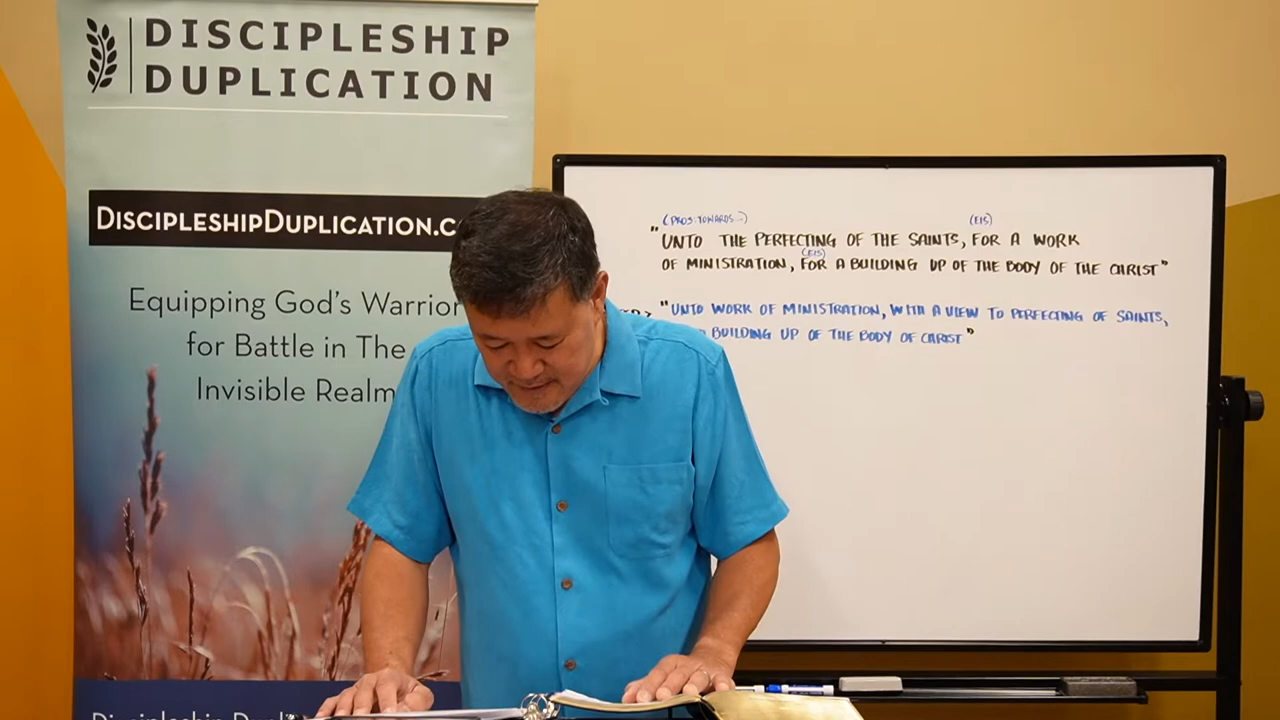 DISCIPLESHIP
DUPLICATION
DISCIPLESHIPDUPLICATION.C
Equipping God's Warrior
for Battle in The
Invisible Realm
(PROS: TOWARDS-) (EIS)
"UNTO THE PERFECTING OF THE SAINTS, FOR A WORK
(EIS)
OF MINISTRATION, FOR A BUILDING UP OF THE BODY OF THE CHRIST"
"UNTO WORK OF MINISTRATION, WITH A VIEW TO PERFECTING OF SAINTS,
BUILDING UP OF THE BODY OF CHRIST"